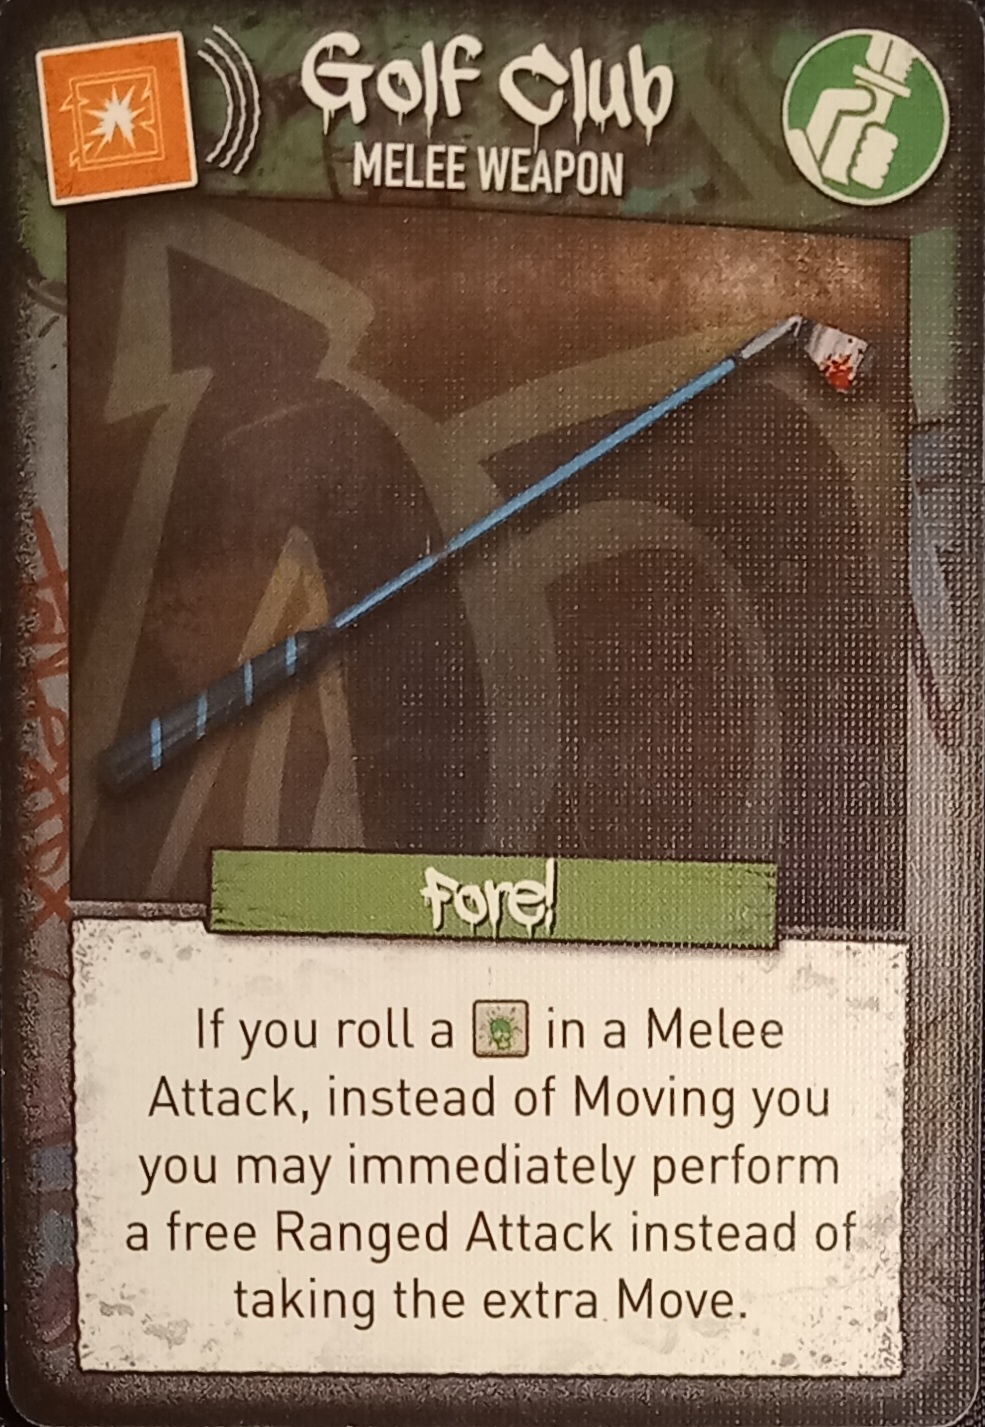 Golf Club
MELEE WEAPON
Fore!
If you roll a in a Melee
Attack, instead of Moving you
you may immediately perform
a free Ranged Attack instead of
taking the extra Move.